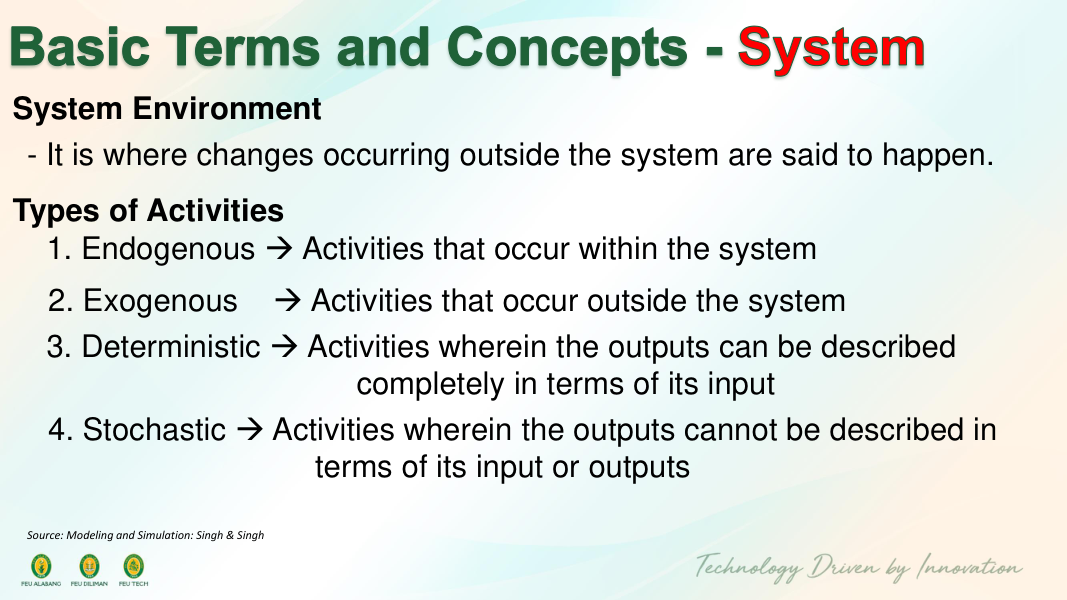 Basic Terms and Concepts - System
System Environment
- It is where changes occurring outside the system are said to happen.
Types of Activities
1. Endogenous → Activities that occur within the system
2. Exogenous → Activities that occur outside the system
3. Deterministic → Activities wherein the outputs can be described
completely in terms of its input
4. Stochastic → Activities wherein the outputs cannot be described in
terms of its input or outputs
Source: Modeling and Simulation: Singh & Singh
FEU ALABANG FEU DILIMAN FEU TECH
Technology Driven by Innovation